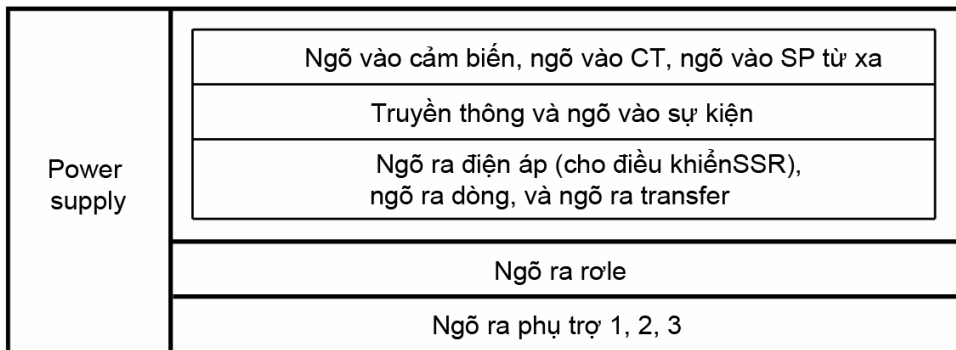 Power
supply
Ngõ vào cảm biến, ngõ vào CT, ngõ vào SP từ xa
Truyền thông và ngõ vào sự kiện
Ngõ ra điện áp (cho điều khiểnSSR),
ngõ ra dòng, và ngõ ra transfer
Ngõ ra rơle
Ngõ ra phụ trợ 1, 2, 3